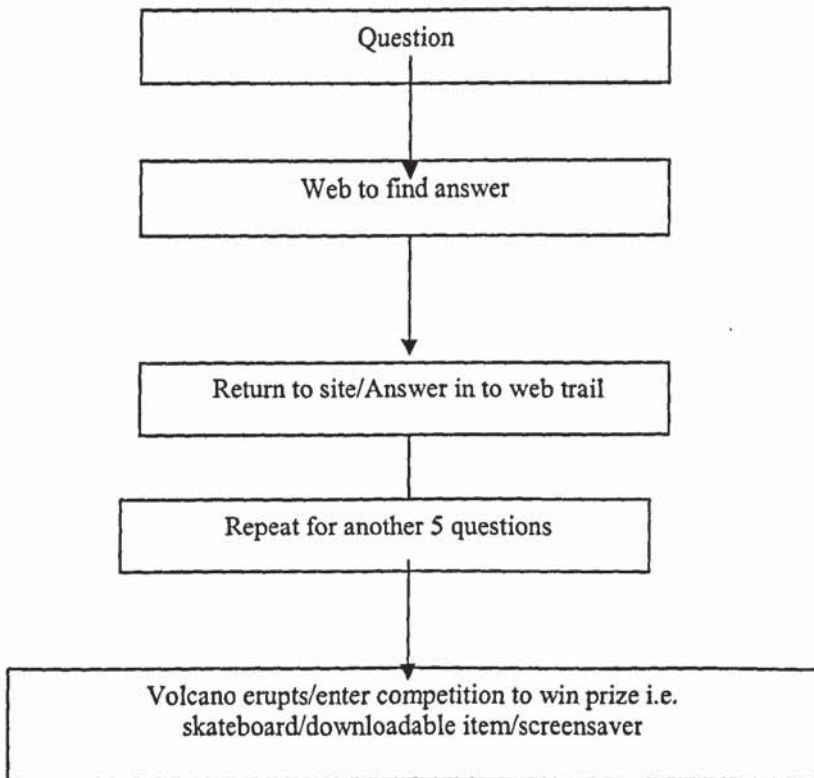 Question
Web to find answer
Return to site/Answer in to web trail
Repeat for another 5 questions
Volcano erupts/enter competition to win prize i.e.
skateboard/downloadable item/screensaver